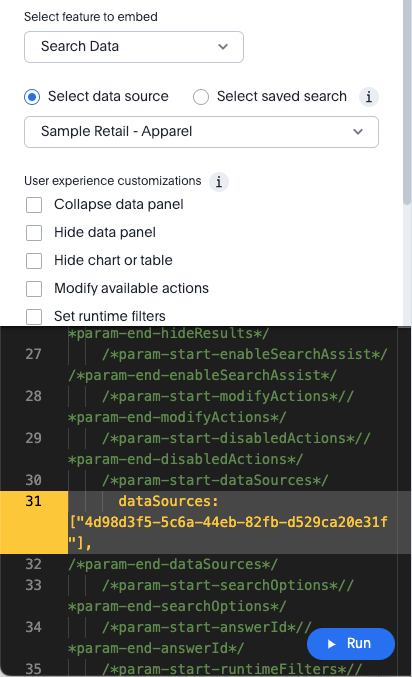 Select feature to embed
Search Data
Select data source Select saved search i
Sample Retail - Apparel
User experience customizations i
Collapse data panel
Hide data panel
Hide chart or table
Modify available actions
Set runtime filters
*param-end-hideResults*/
27 /*param-start-enableSearchAssist*/
/*param-end-enableSearchAssist*/
28 /*param-start-modifyActions*//
*param-end-modifyActions*/
29 /*param-start-disabledActions*//
*param-end-disabledActions*/
30 /*param-start-dataSources*/
31 dataSources:
["4d98d3f5-5c6a-44eb-82fb-d529ca20e31f
"],
32
/*param-end-dataSources*/
33 /*param-start-searchOptions*//
*param-end-searchOptions*/
34 /*param-start-answerId*//
*param-end-answerId*/
Run
35 /*param-start-runtimeFilters*//